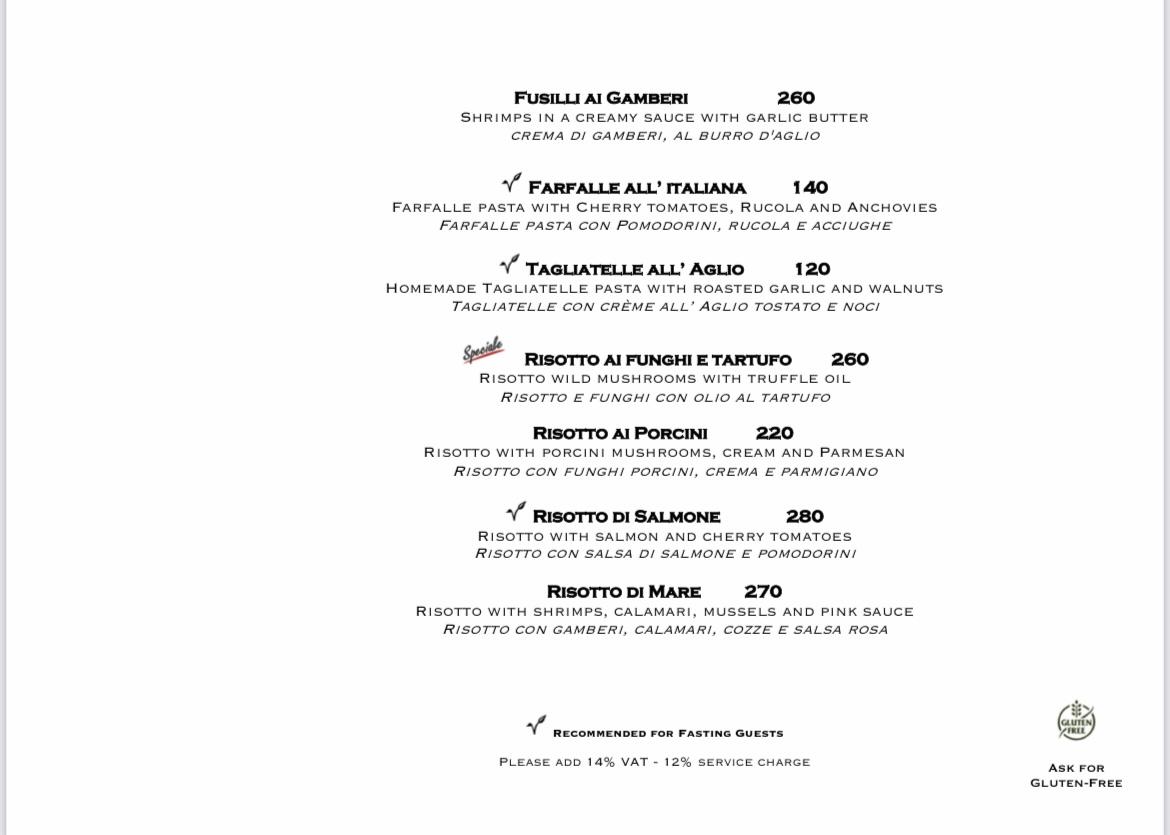 Fusilli ai Gamberi 260
Shrimps in a creamy sauce with garlic butter
crema di gamberi, al burro d'aglio
Farfalle all' italiana 140
Farfalle pasta with Cherry tomatoes, Rucola and Anchovies
Farfalle pasta con Pomodorini, rucola e acciughe
Tagliatelle all' Aglio 120
Homemade Tagliatelle pasta with roasted garlic and walnuts
Tagliatelle con crème all' Aglio tostato e noci
Speciale Risotto ai funghi e tartufo 260
Risotto wild mushrooms with truffle oil
Risotto e funghi con olio al tartufo
Risotto ai Porcini 220
Risotto with porcini mushrooms, cream and Parmesan
Risotto con funghi porcini, crema e parmigiano
Risotto di Salmone 280
Risotto with salmon and cherry tomatoes
Risotto con salsa di salmone e pomodorini
Risotto di Mare 270
Risotto with shrimps, calamari, mussels and pink sauce
Risotto con gamberi, calamari, cozze e salsa rosa
Recommended for Fasting Guests
Please add 14% VAT - 12% service charge
GLUTEN
FREE
Ask for
Gluten-Free